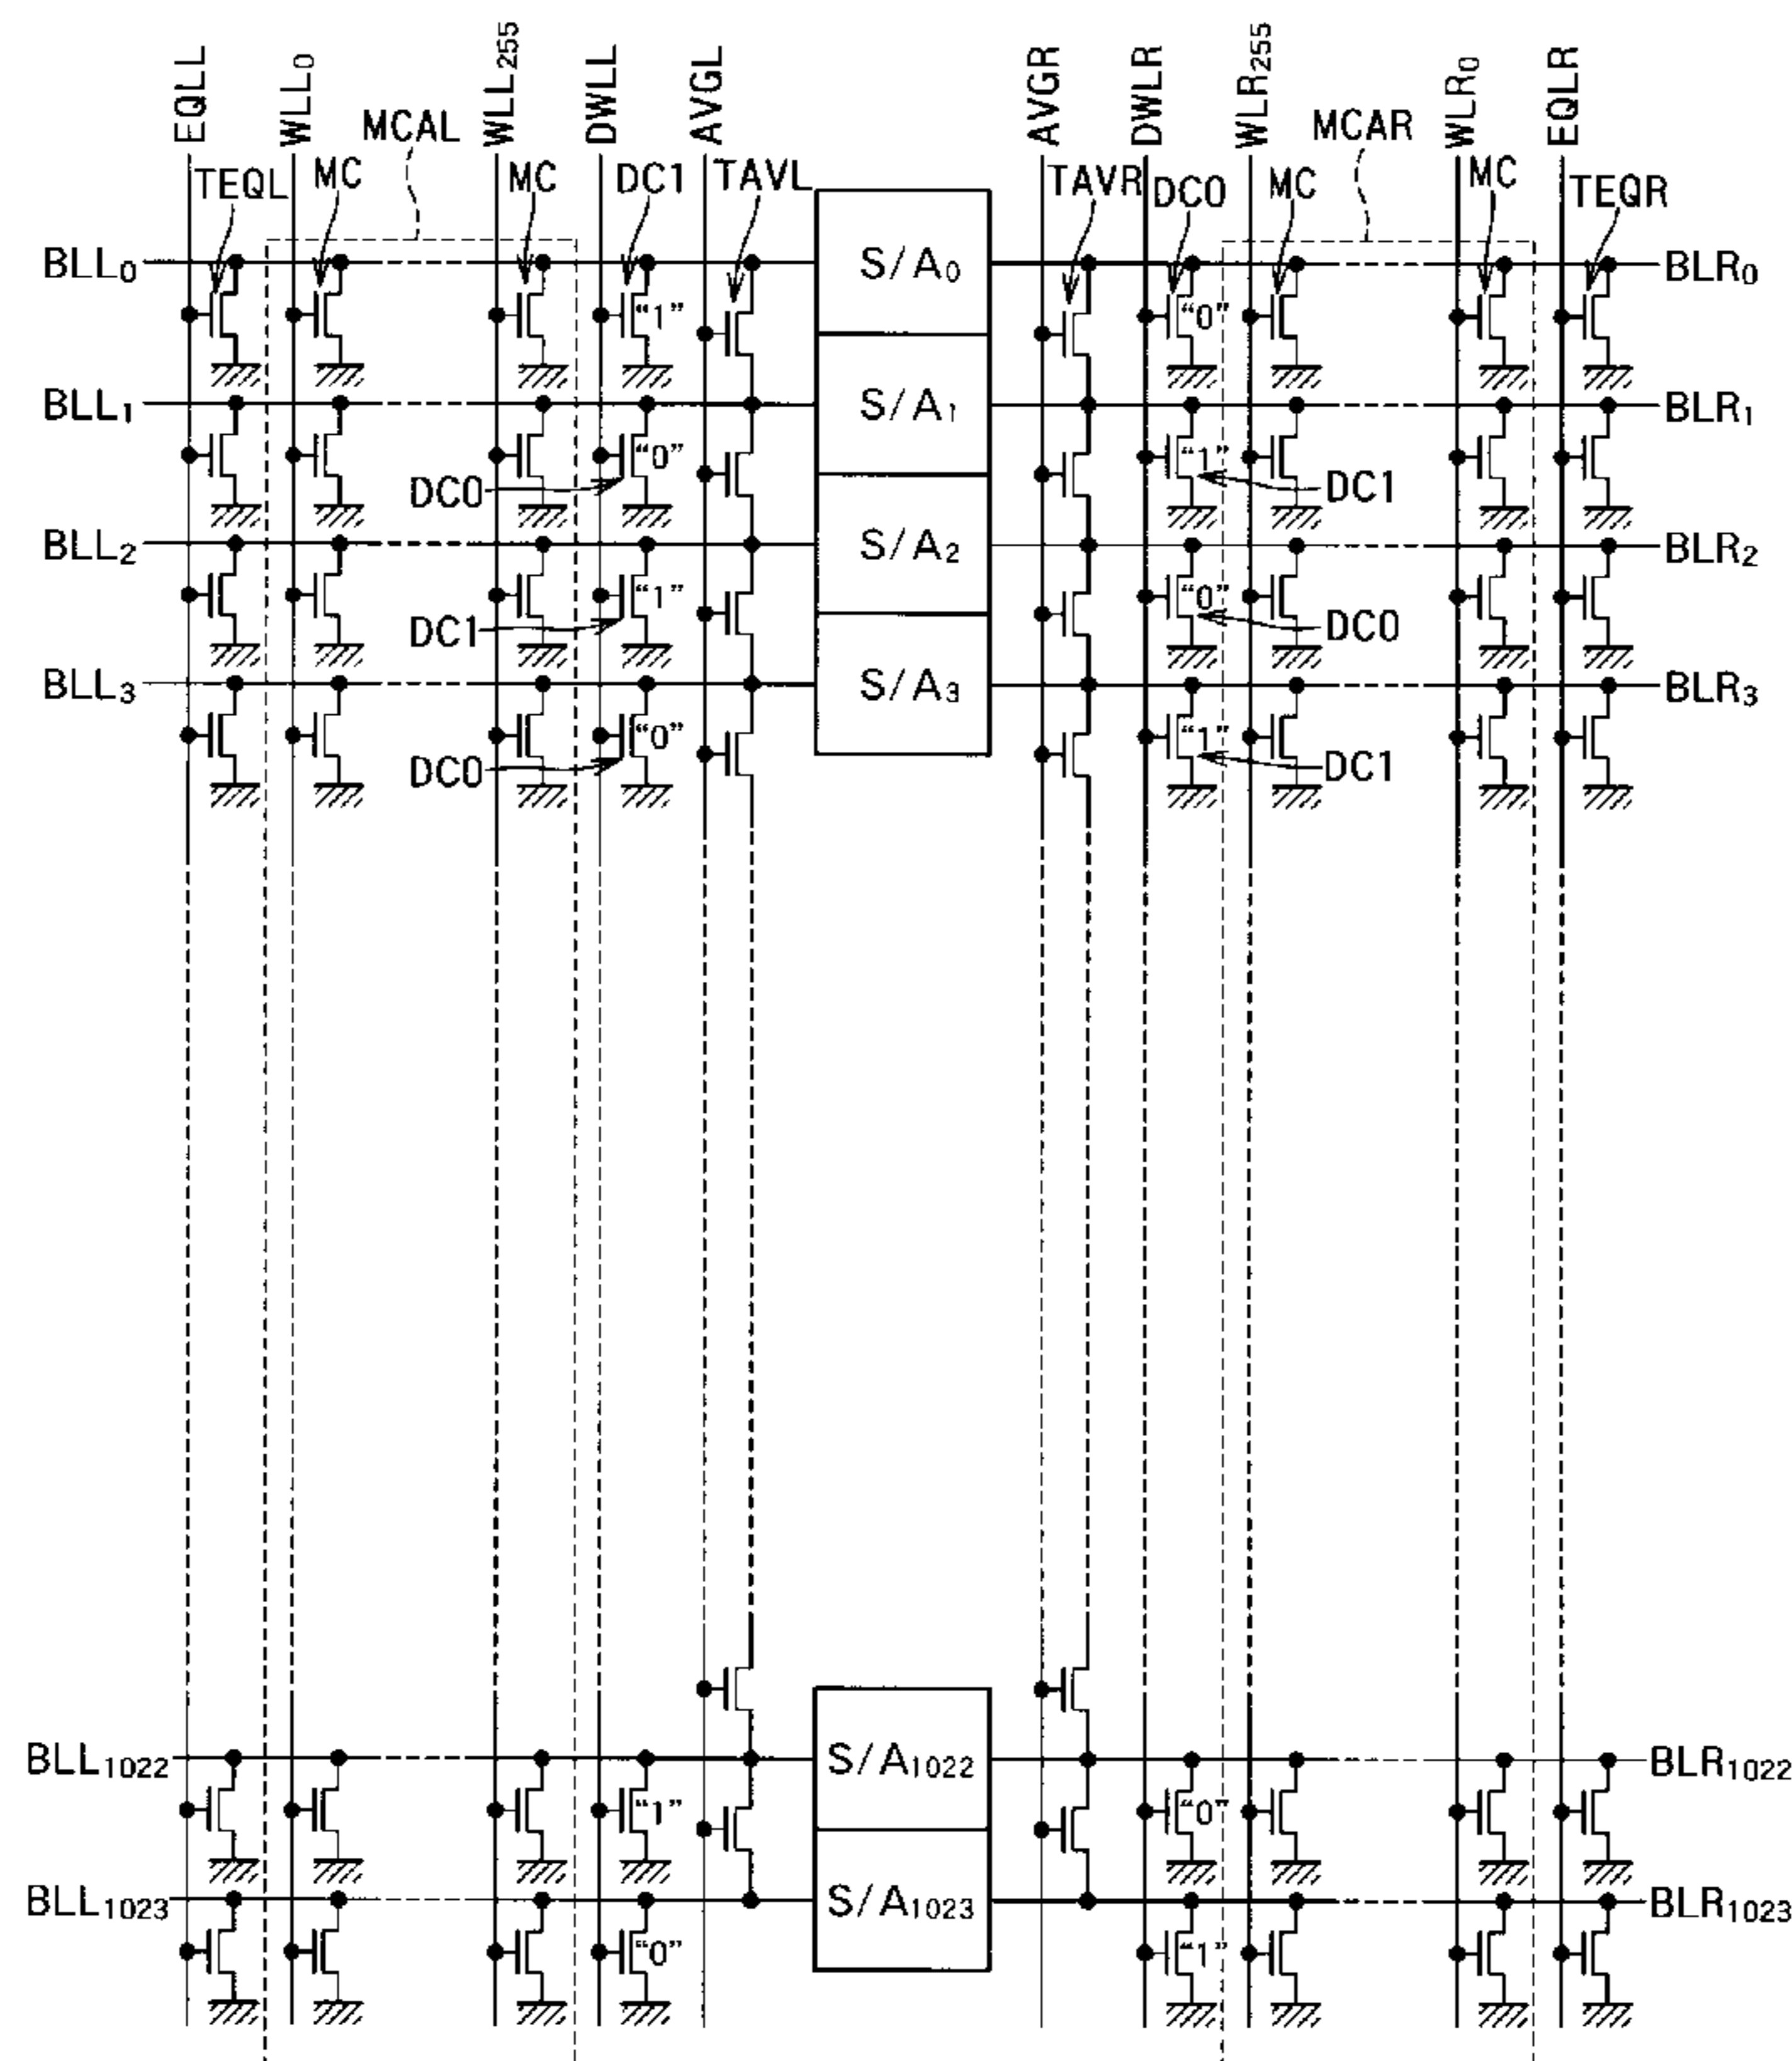 EQLL WLL0 WLL255 DWLL AVGL AVGR DWLR WLR255 WLR0 EQLR
MCAL MCAR
TEQL MC MC DC1 TAVL TAVR DC0 MC MC TEQR
BLL0 S/A0 BLR0
"1" "0"
BLL1 S/A1 BLR1
"0" "1"
DC0 DC1
BLL2 S/A2 BLR2
"1" "0"
DC1 DC0
BLL3 S/A3 BLR3
"0" "1"
DC0 DC1
BLL1022 S/A1022 BLR1022
"1" "0"
BLL1023 S/A1023 BLR1023
"0" "1"